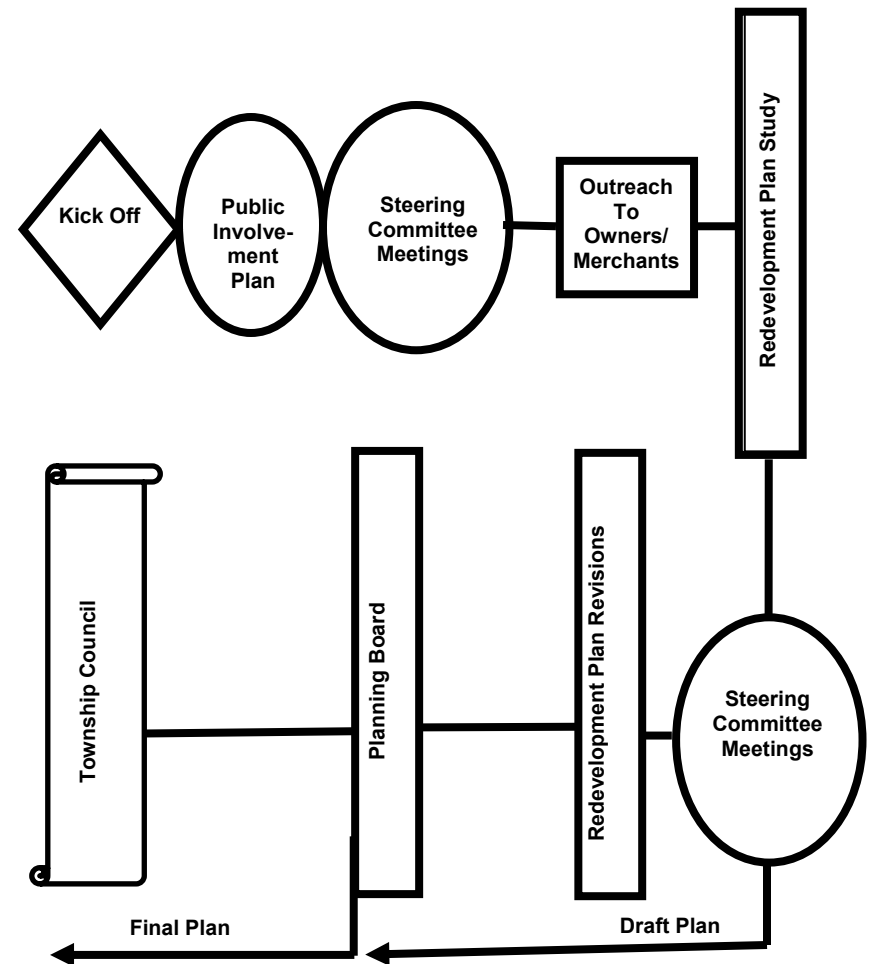 Kick Off
Public
Involve-
ment
Plan
Steering
Committee
Meetings
Outreach
To
Owners/
Merchants
Redevelopment Plan Study
Township Council
Planning Board
Redevelopment Plan Revisions
Steering
Committee
Meetings
Final Plan
Draft Plan